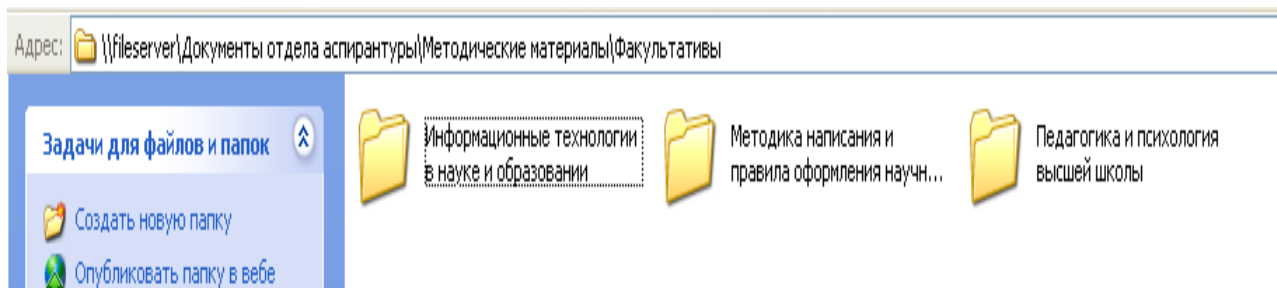 Адрес: \\fileserver\Документы отдела аспирантуры\Методические материалы\Факультативы
Задачи для файлов и папок
Создать новую папку
Опубликовать папку в вебе
Информационные технологии
в науке и образовании
Методика написания и
правила оформления научн...
Педагогика и психология
высшей школы